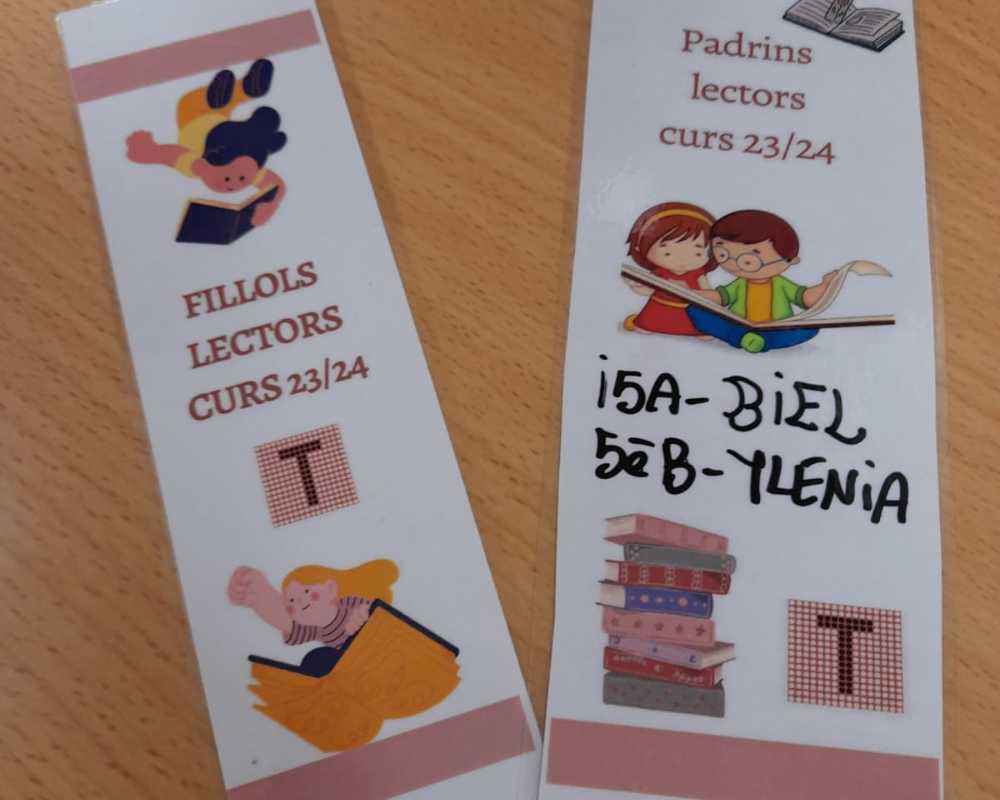 FILLOLS
LECTORS
CURS 23/24
T
Padrins
lectors
curs 23/24
i5A-BiEL
5èB-YLENiA
T